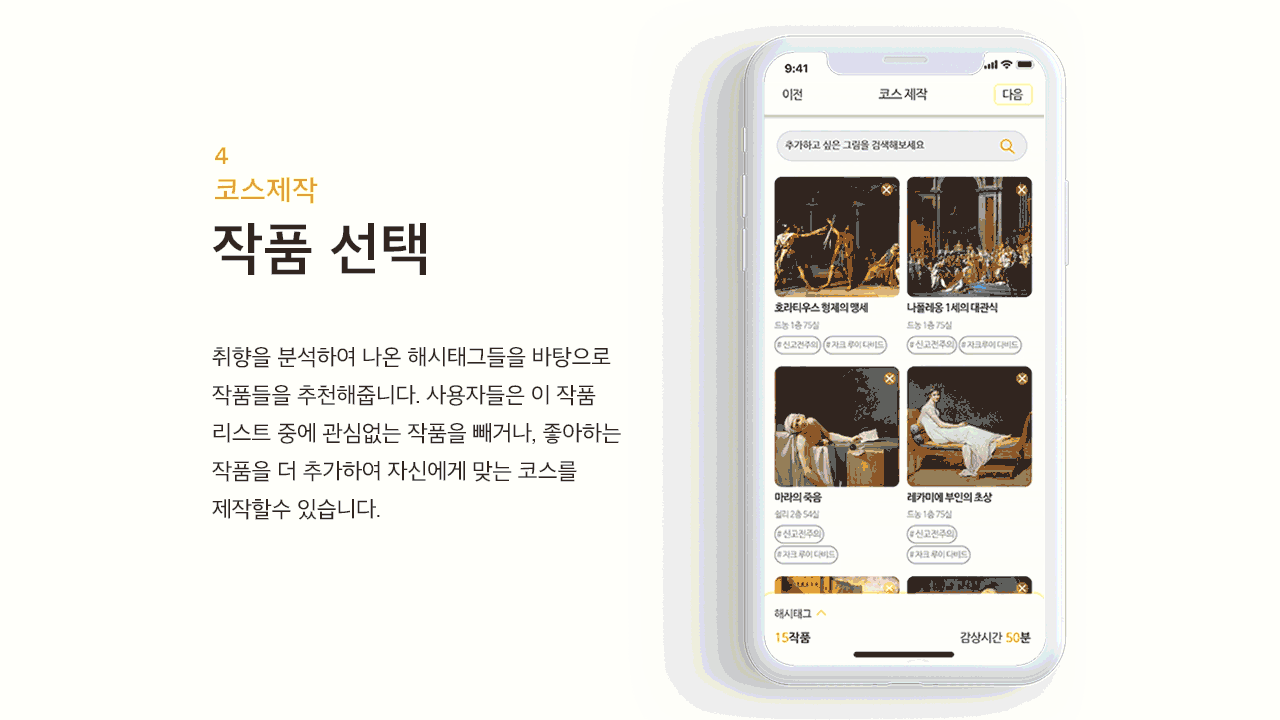 4
코스제작
작품 선택
취향을 분석하여 나온 해시태그들을 바탕으로
작품들을 추천해줍니다. 사용자들은 이 작품
리스트 중에 관심없는 작품을 빼거나, 좋아하는
작품을 더 추가하여 자신에게 맞는 코스를
제작할수 있습니다.
9:41
이전 코스 제작 다음
추가하고 싶은 그림을 검색해보세요
호라티우스 형제의 맹세 나폴레옹 1세의 대관식
드농 1층 75실 드농 1층 75실
# 신고전주의 # 자크 루이 다비드 # 신고전주의 # 자크 루이 다비드
마라의 죽음 레카미에 부인의 초상
쉴리 2층 54실 드농 1층 75실
# 신고전주의 # 신고전주의
# 자크 루이 다비드 # 자크 루이 다비드
해시태그
15작품 감상시간 50분